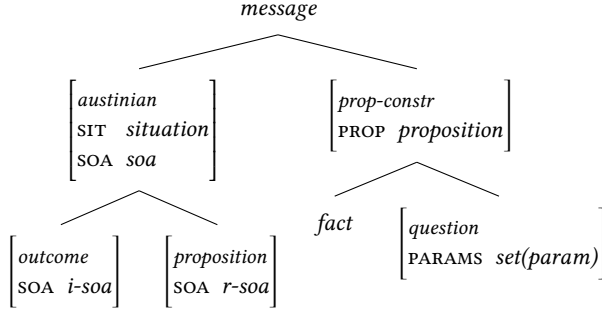 message
austinian
SIT situation
SOA soa
prop-constr
PROP proposition
outcome
SOA i-soa
proposition
SOA r-soa
fact
question
PARAMS set(param)